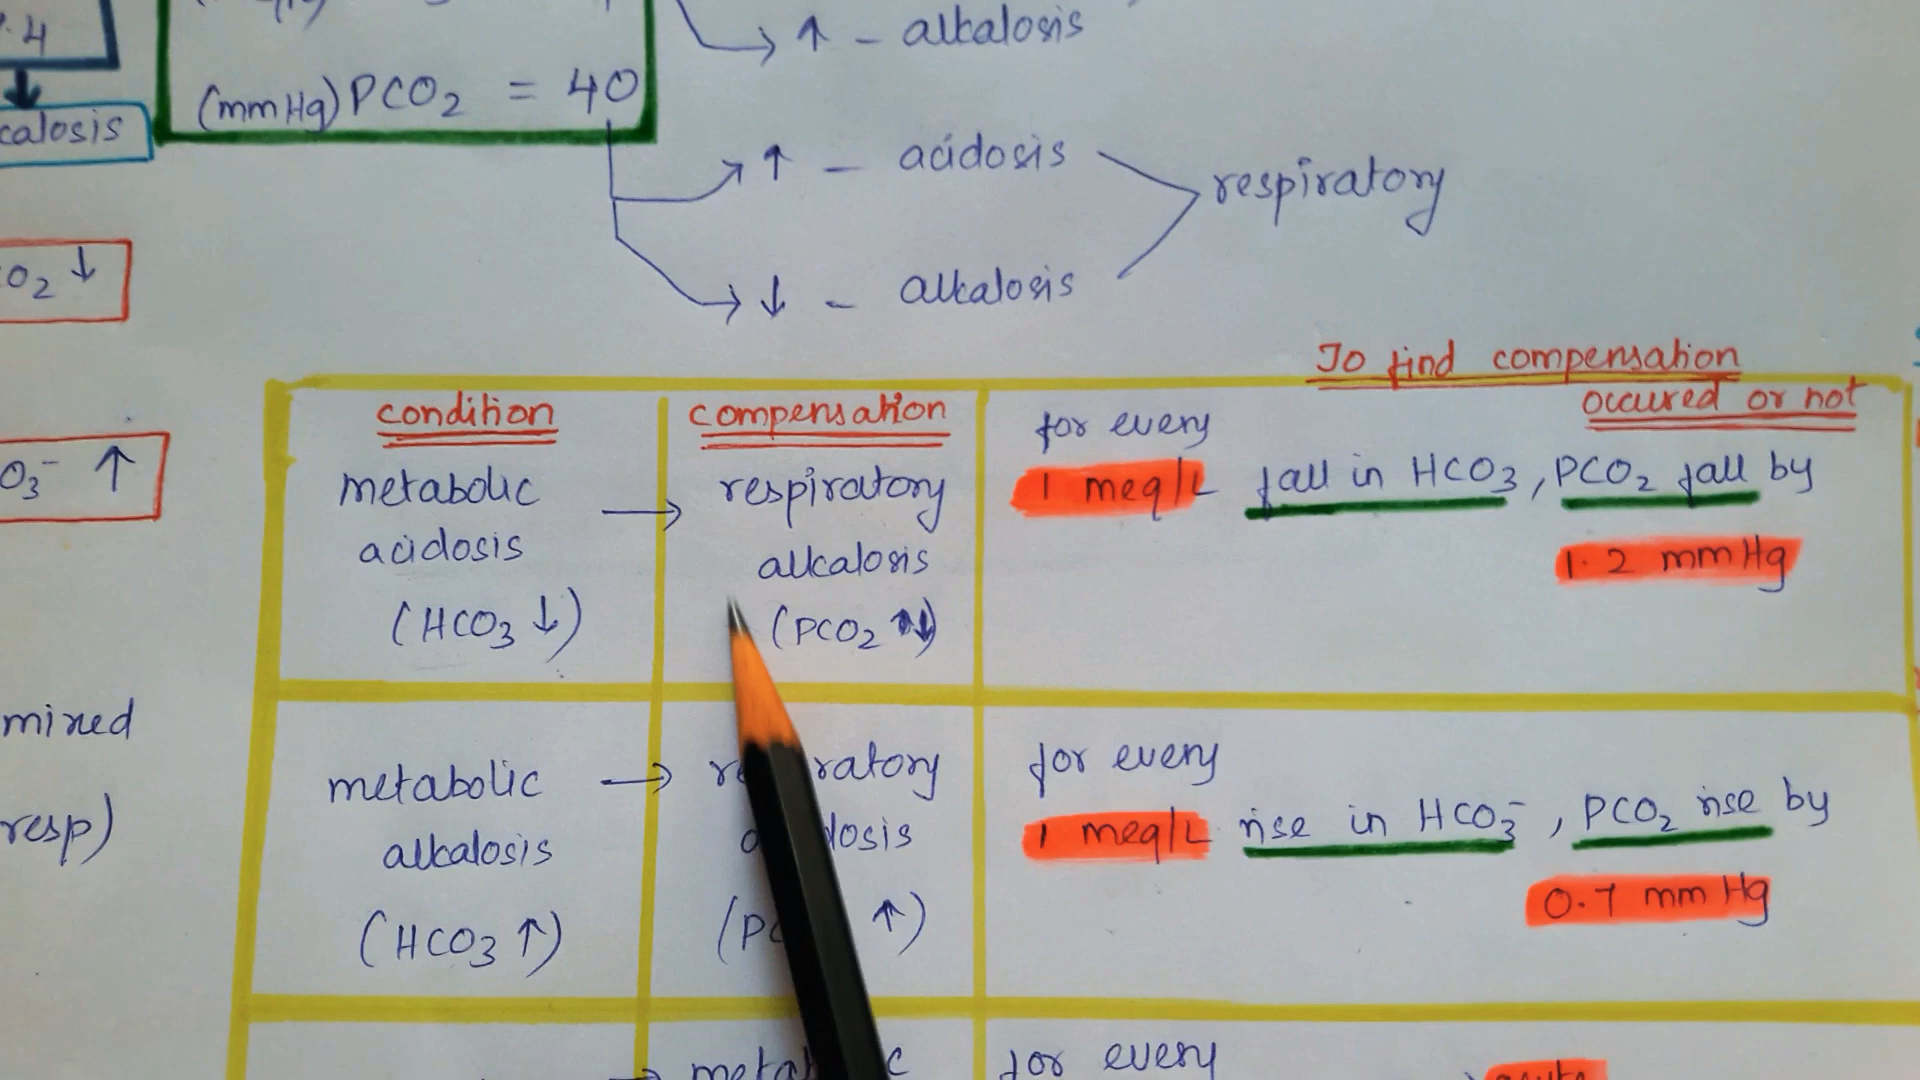 .4
calosis
(mmHg) PCO2 = 40
↑ - alkalosis
↑ - acidosis
respiratory
↓ - alkalosis
O2 ↓
O3- ↑
mixed
resp)
To find compensation
occured or not
condition
compensation
for every
1 meq/L fall in HCO3, PCO2 fall by
1.2 mmHg
metabolic → respiratory
acidosis
alkalosis
(HCO3 ↓)
(PCO2 ↓)
for every
1 meq/L rise in HCO3-, PCO2 rise by
0.7 mm Hg
metabolic → ratory
alkalosis
dosis
(HCO3 ↑)
↑)
for every